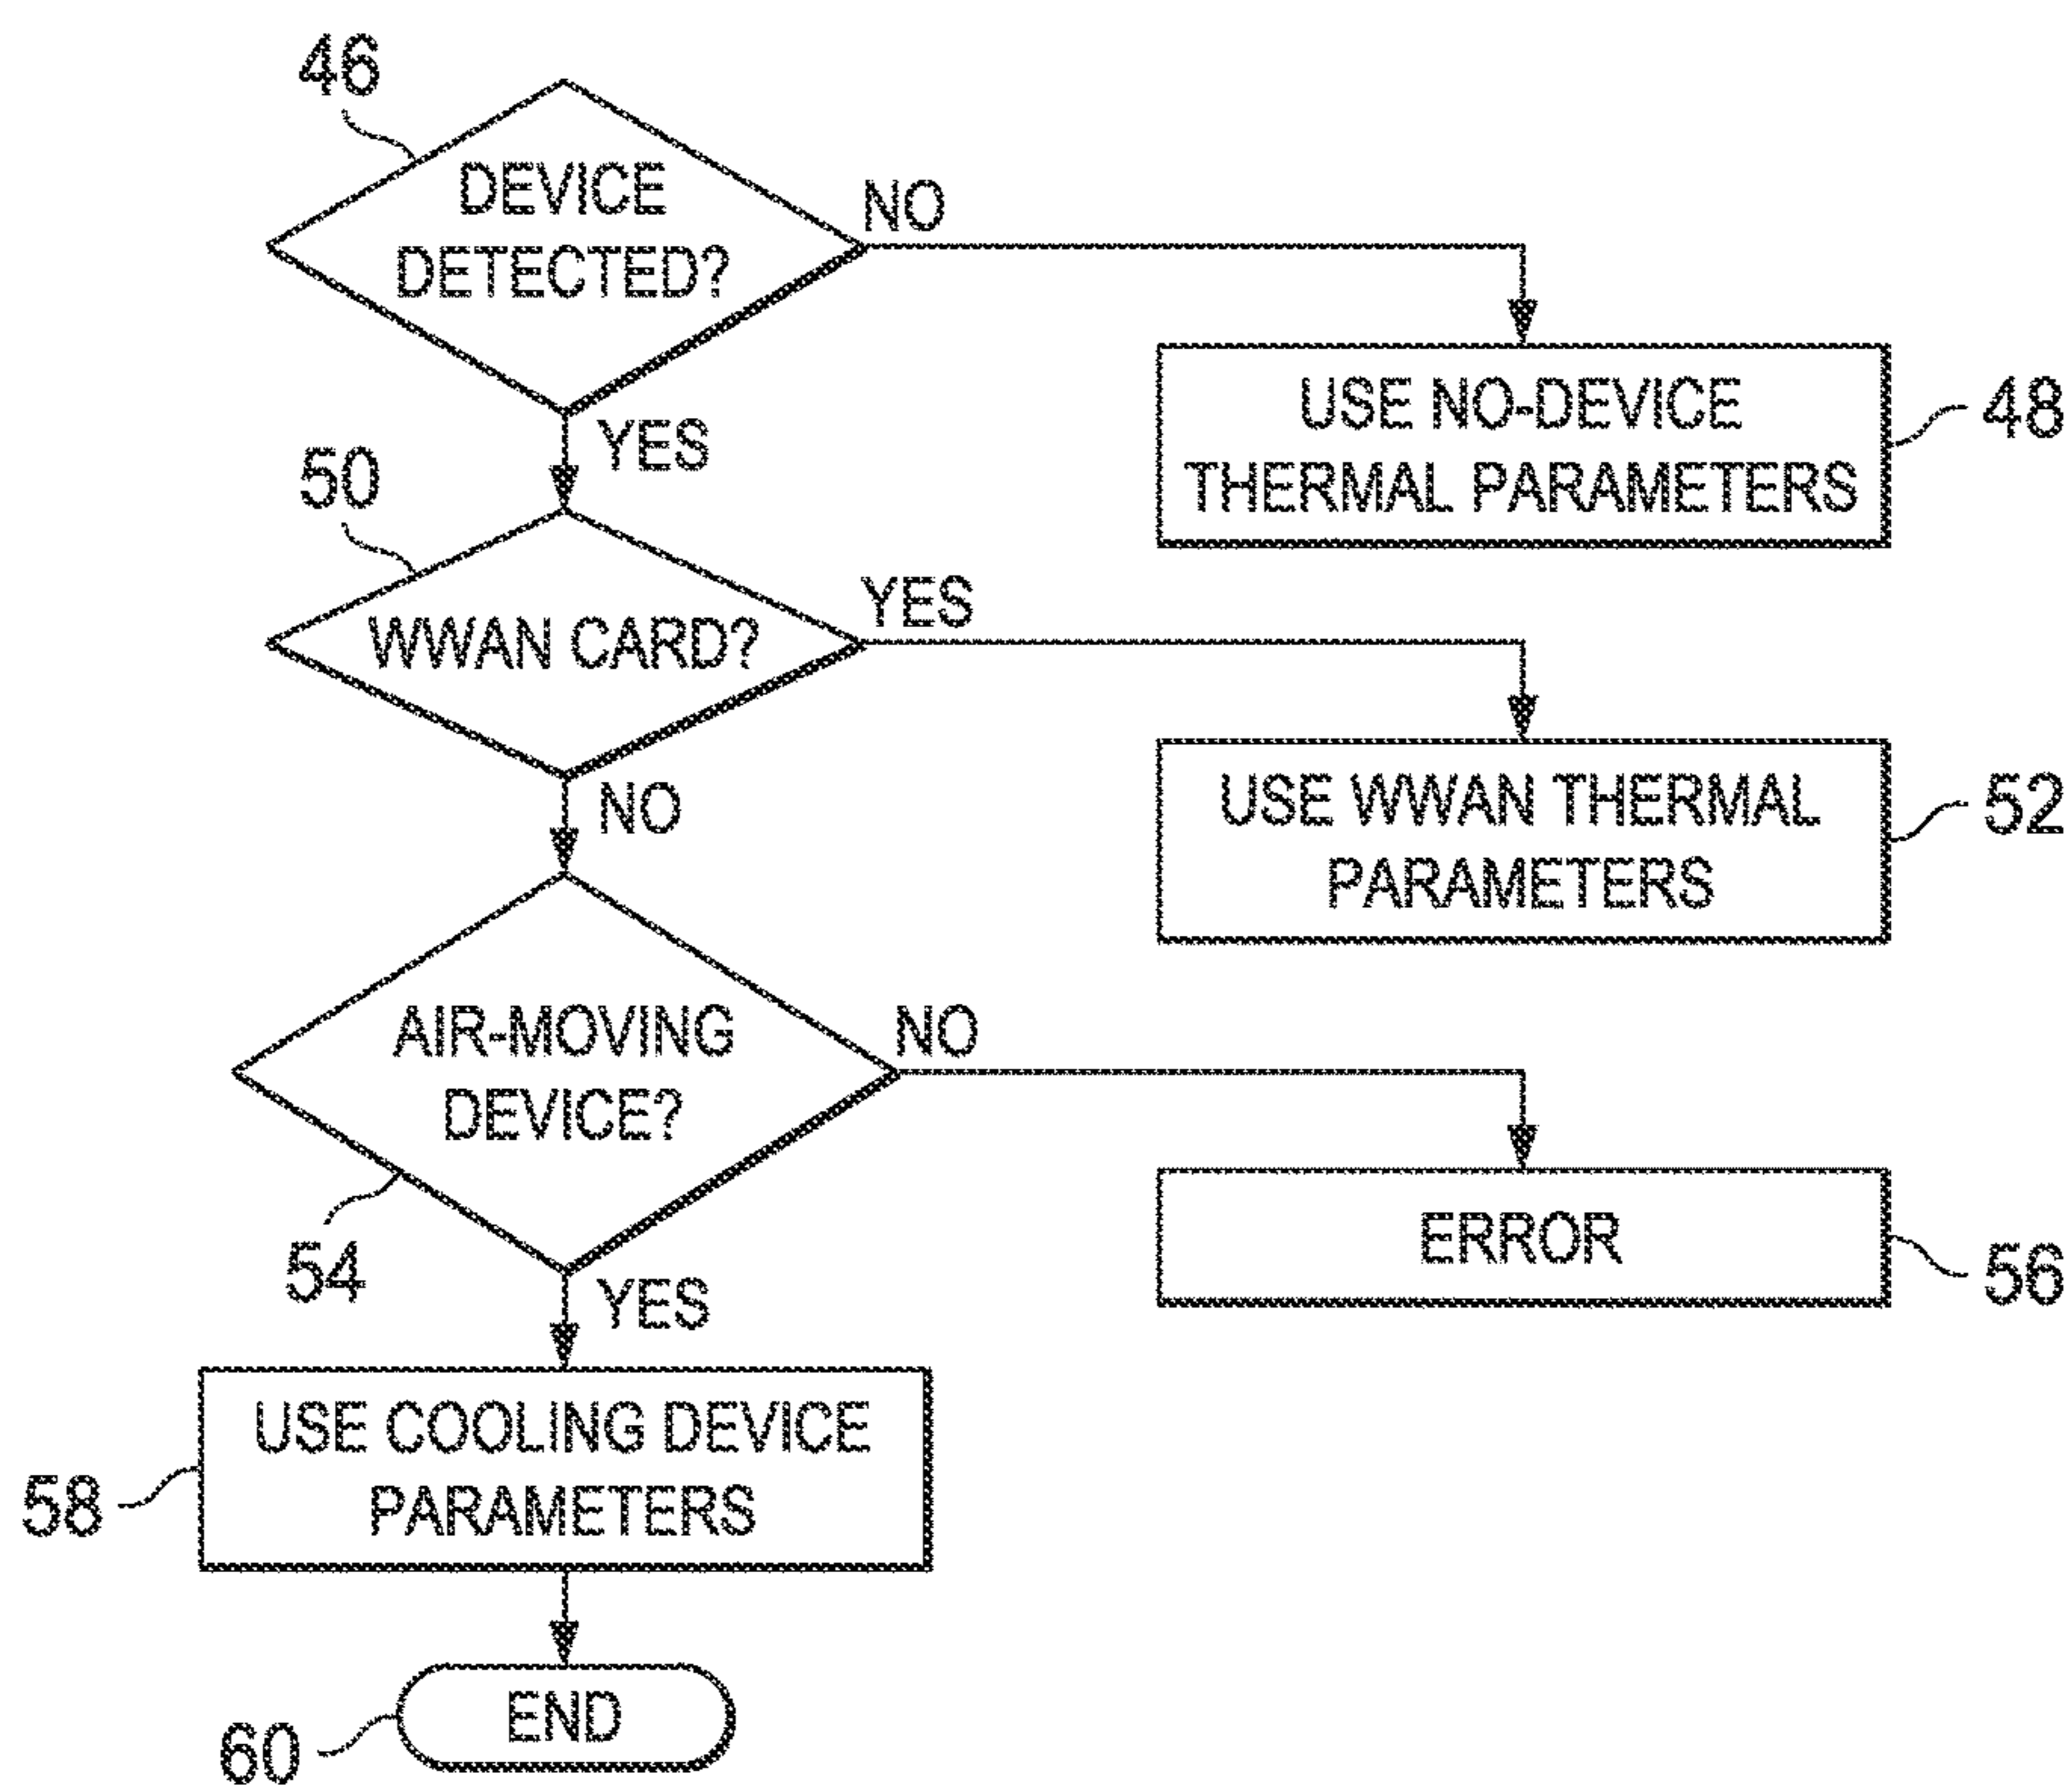 46
DEVICE
DETECTED?
NO
YES
USE NO-DEVICE
THERMAL PARAMETERS
48
50
WWAN CARD?
YES
NO
USE WWAN THERMAL
PARAMETERS
52
AIR-MOVING
DEVICE?
NO
54
YES
ERROR
56
USE COOLING DEVICE
PARAMETERS
58
END
60